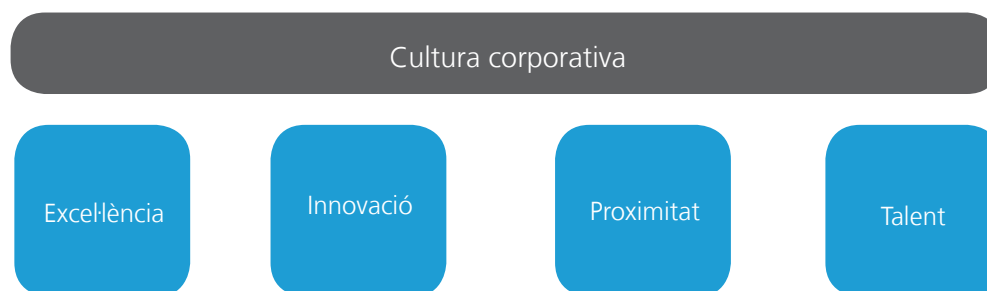 Cultura corporativa
Excel·lència
Innovació
Proximitat
Talent